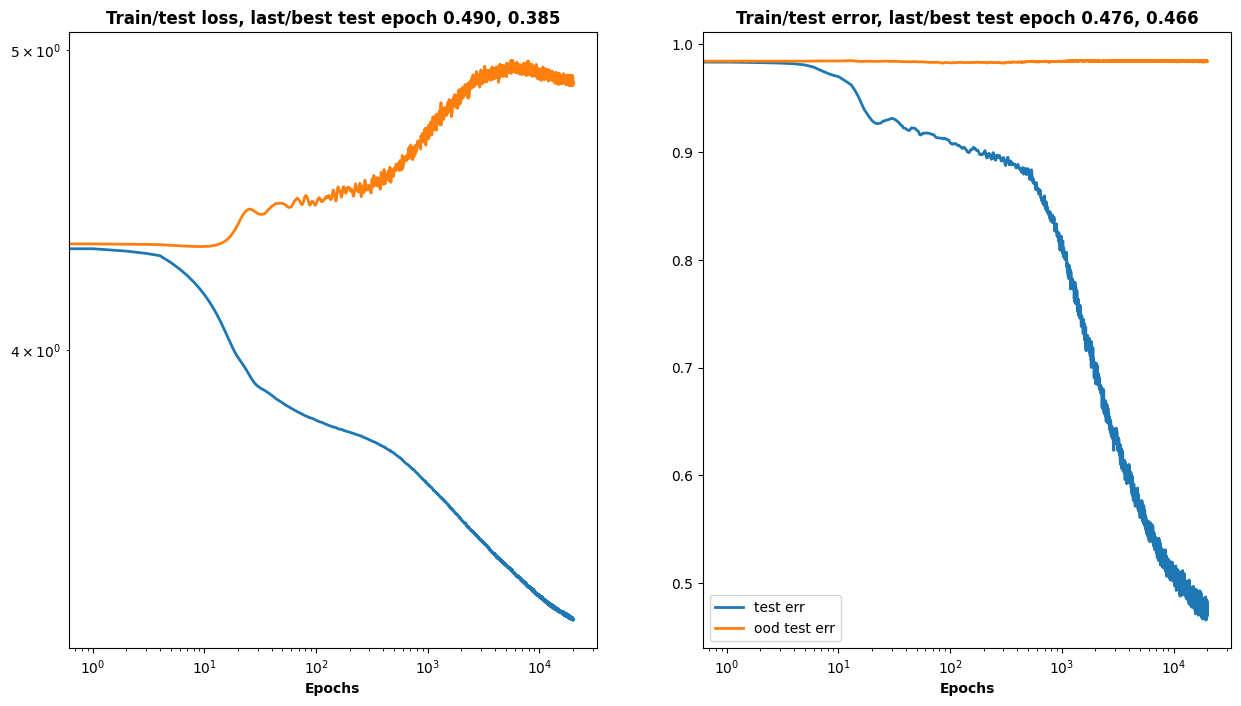 Train/test loss, last/best test epoch 0.490, 0.385
5 × 10⁰
4 × 10⁰
10⁰ 10¹ 10² 10³ 10⁴
Epochs
Train/test error, last/best test epoch 0.476, 0.466
1.0
0.9
0.8
0.7
0.6
0.5
test err
ood test err
10⁰ 10¹ 10² 10³ 10⁴
Epochs